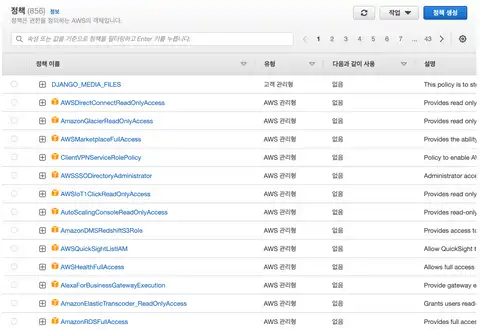 정책 (856) 정보
정책은 권한을 정의하는 AWS의 객체입니다.
작업
정책 생성
속성 또는 값을 기준으로 정책을 필터링하고 Enter 키를 누릅니다.
1 2 3 4 5 6 7 ... 43
정책 이름 유형 다음과 같이 사용 설명
DJANGO_MEDIA_FILES 고객 관리형 없음 This policy is to
AWSDirectConnectReadOnlyAccess AWS 관리형 없음 Provides read only
AmazonGlacierReadOnlyAccess AWS 관리형 없음 Provides read only
AWSMarketplaceFullAccess AWS 관리형 없음 Provides the ability
ClientVPNServiceRolePolicy AWS 관리형 없음 Policy to enable
AWSSSODirectoryAdministrator AWS 관리형 없음 Administrator acce
AWSIoT1ClickReadOnlyAccess AWS 관리형 없음 Provides read only
AutoScalingConsoleReadOnlyAccess AWS 관리형 없음 Provides read-only
AmazonDMSRedshiftS3Role AWS 관리형 없음 Provides access to
AWSQuickSightListIAM AWS 관리형 없음 Allow QuickSight
AWSHealthFullAccess AWS 관리형 없음 Allows full access
AlexaForBusinessGatewayExecution AWS 관리형 없음 Provide gateway
AmazonElasticTranscoder_ReadOnlyAccess AWS 관리형 없음 Grants users read-
AmazonRDSFullAccess AWS 관리형 없음 Provides full access